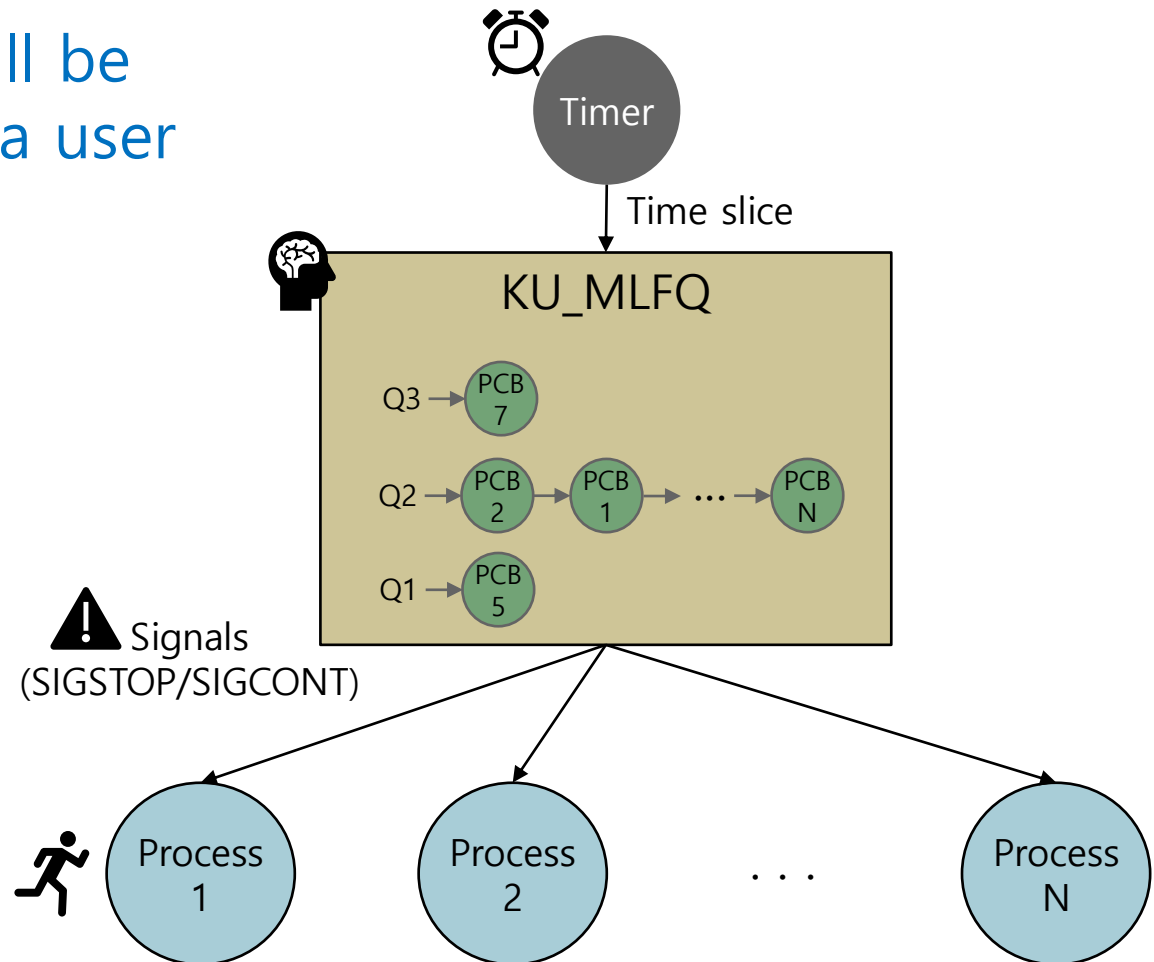 ll be
a user
Timer
Time slice
KU_MLFQ
Q3
PCB
7
Q2
PCB
2
PCB
1
...
PCB
N
Q1
PCB
5
Signals
(SIGSTOP/SIGCONT)
Process
1
Process
2
. . .
Process
N